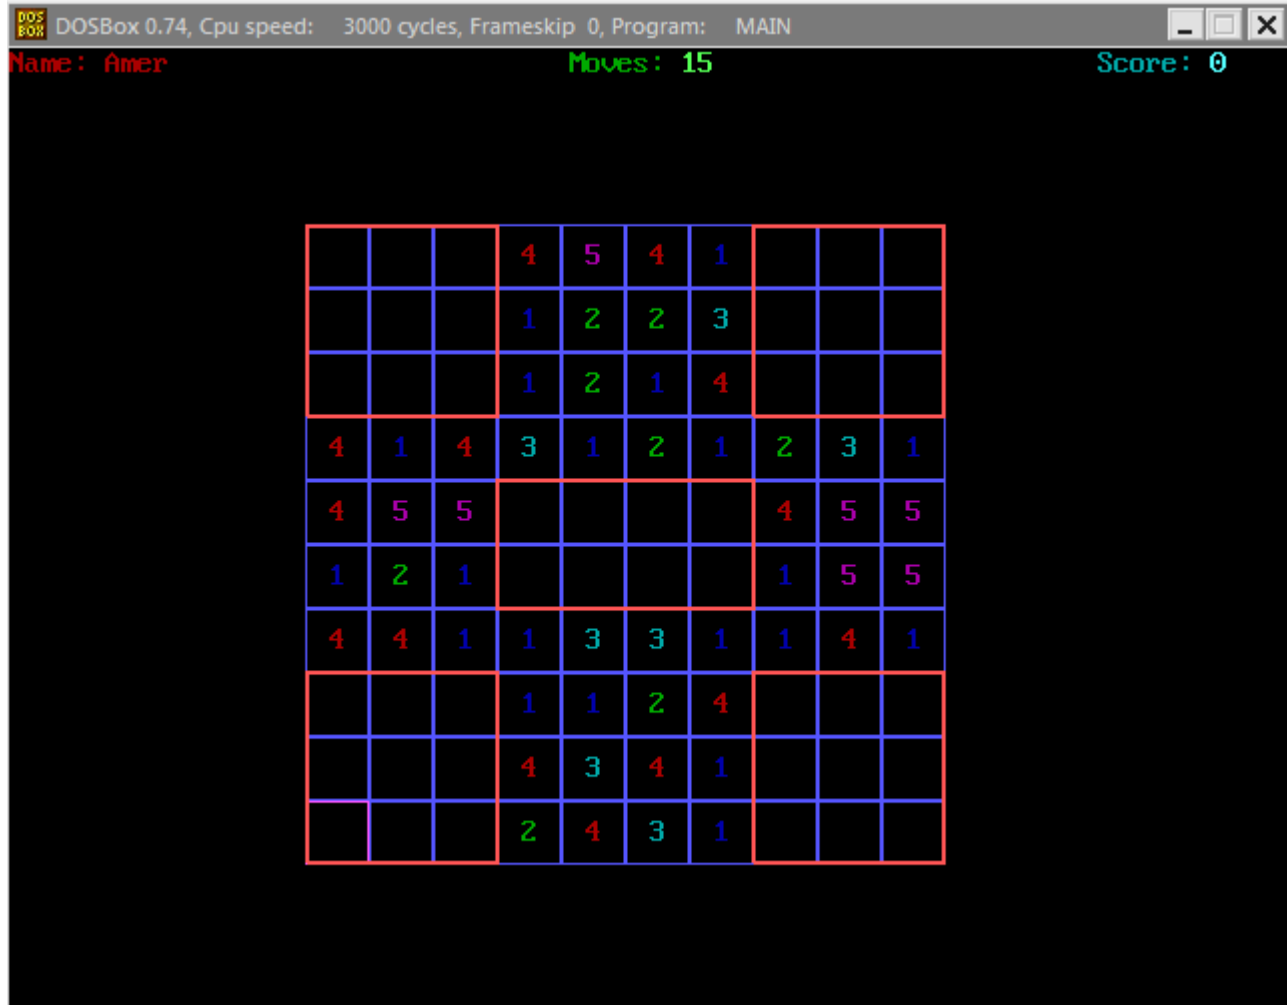 DOS BOX DOSBox 0.74, Cpu speed: 3000 cycles, Frameskip 0, Program: MAIN
Name: Amer Moves: 15 Score: 0
4 5 4 1
1 2 2 3
1 2 1 4
4 1 4 3 1 2 1 2 3 1
4 5 5 4 5 5
1 2 1 1 5 5
4 4 1 1 3 3 1 1 4 1
1 1 2 4
4 3 4 1
2 4 3 1